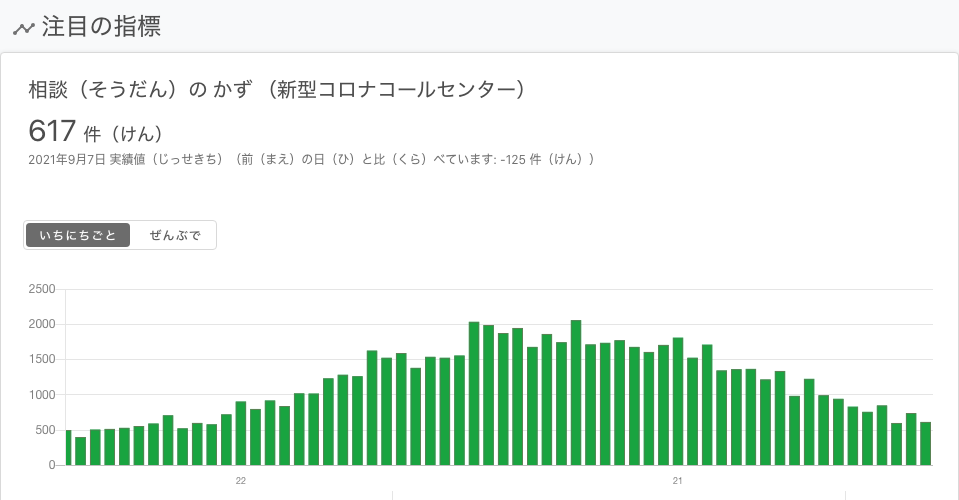 注目の指標
相談（そうだん）の かず （新型コロナコールセンター）
617 件（けん）
2021年9月7日 実績値（じっせきち）（前（まえ）の日（ひ）と比（くら）べています: -125 件（けん））
いちにちごと ぜんぶで
2500
2000
1500
1000
500
0
22 21